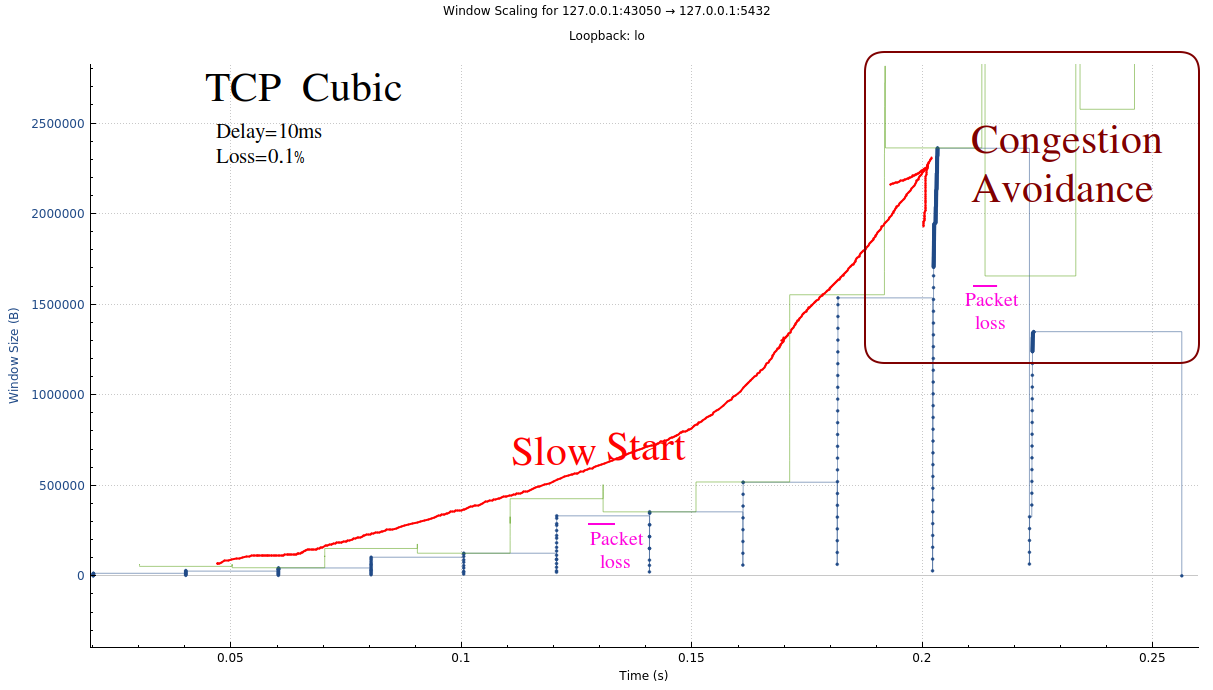 Window Scaling for 127.0.0.1:43050 → 127.0.0.1:5432
Loopback: lo
TCP Cubic
Delay=10ms
Loss=0.1%
Congestion
Avoidance
Packet
loss
Slow Start
Packet
loss
Window Size (B)
2500000
2000000
1500000
1000000
500000
0
0.05
0.1
0.15
0.2
0.25
Time (s)